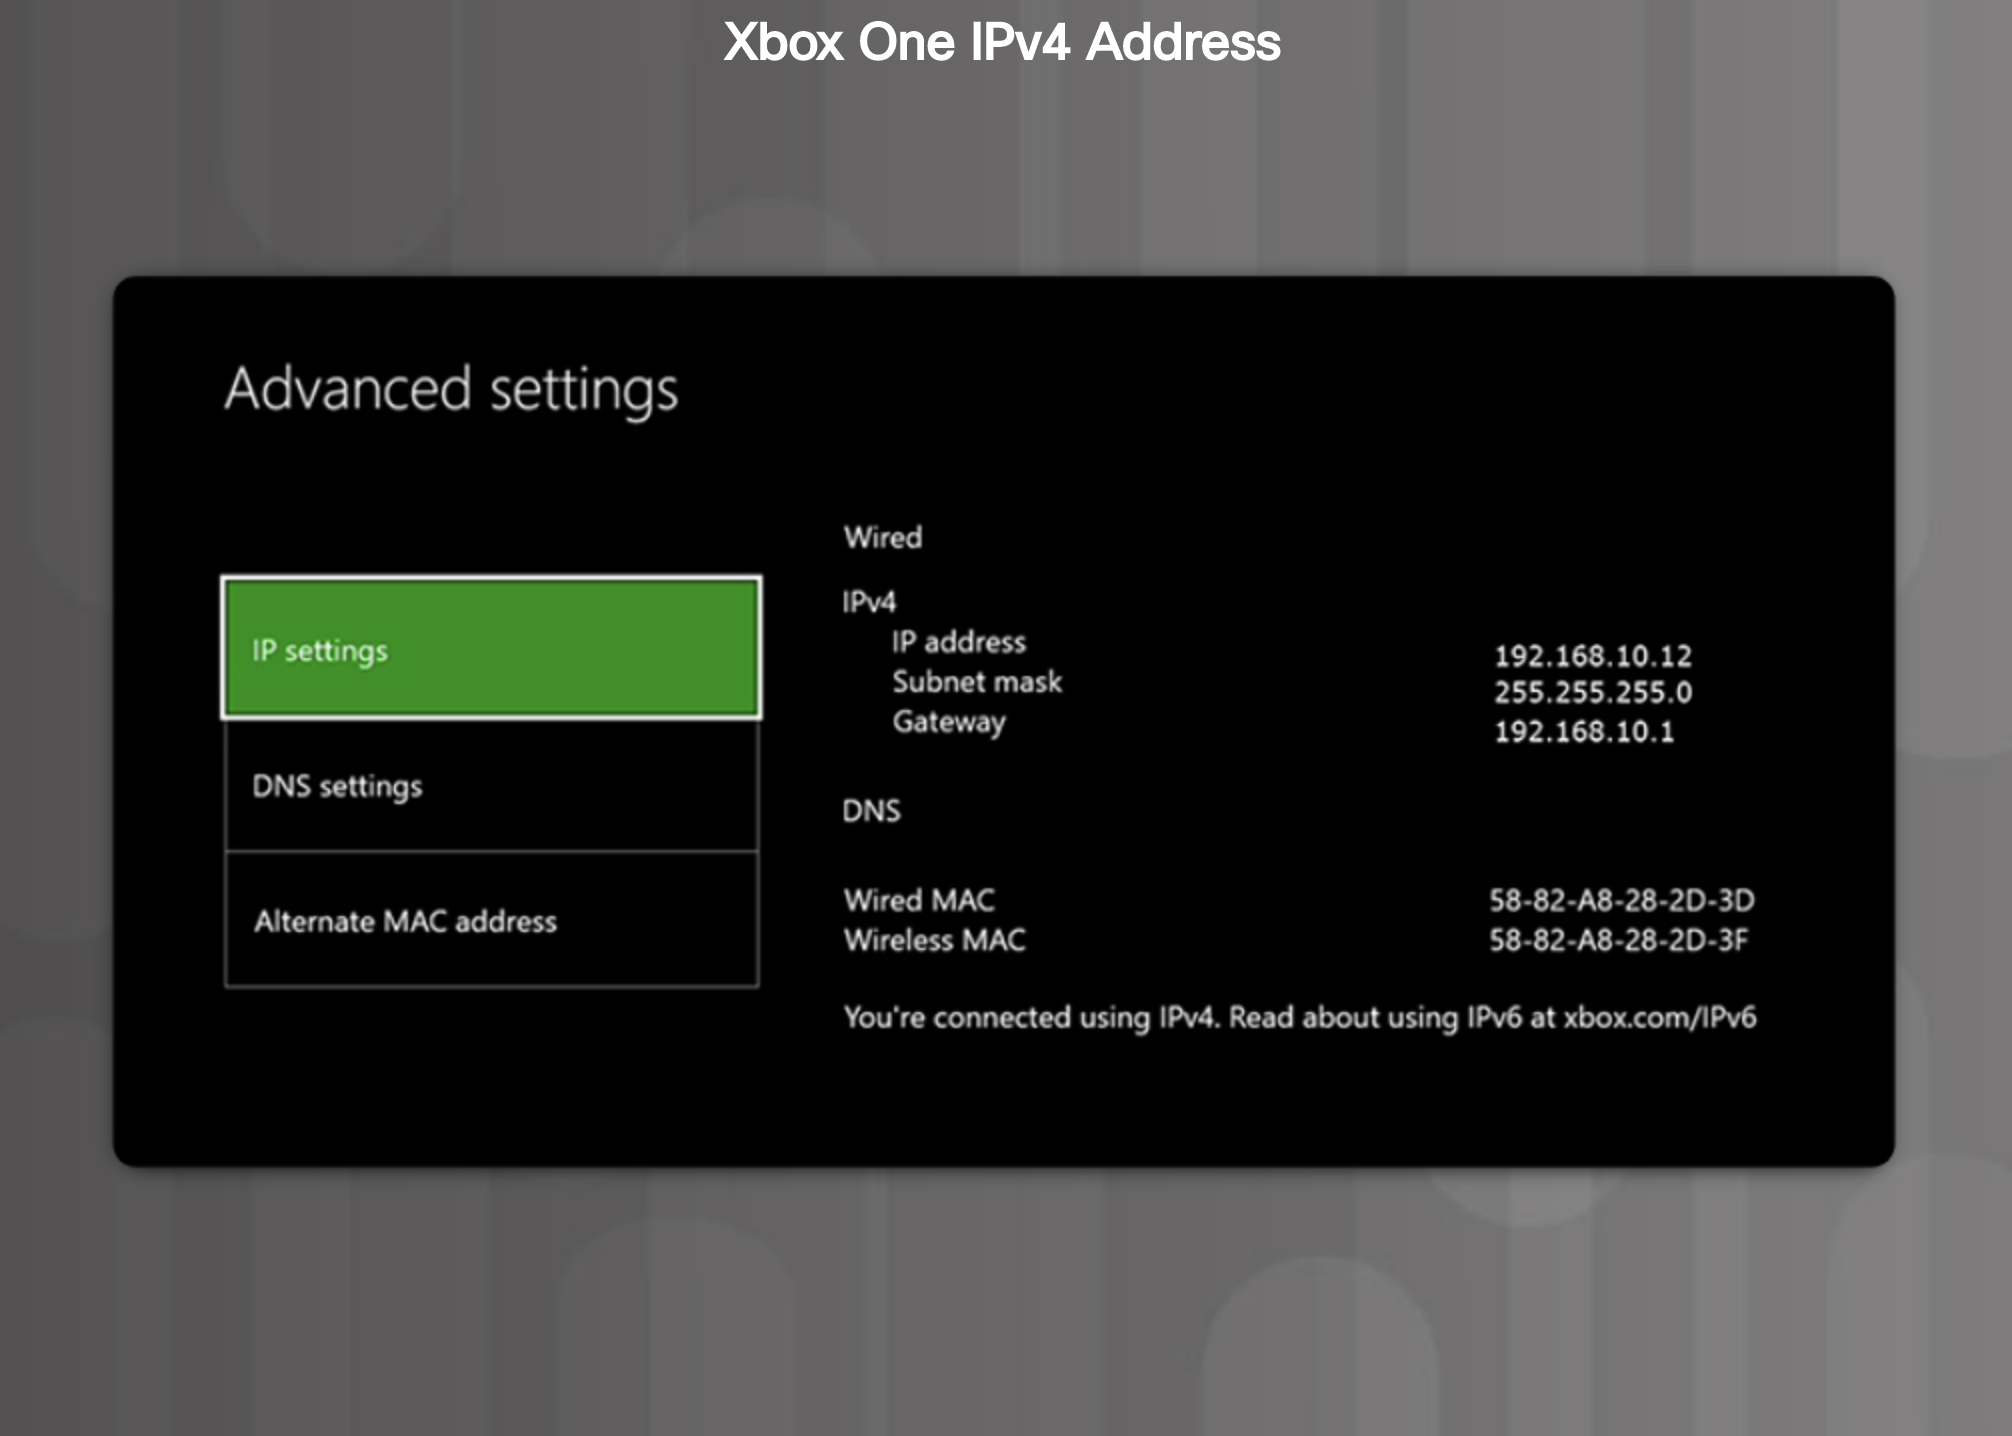 Xbox One IPv4 Address
Advanced settings
IP settings
DNS settings
Alternate MAC address
Wired
IPv4
IP address 192.168.10.12
Subnet mask 255.255.255.0
Gateway 192.168.10.1
DNS
Wired MAC 58-82-A8-28-2D-3D
Wireless MAC 58-82-A8-28-2D-3F
You're connected using IPv4. Read about using IPv6 at xbox.com/IPv6